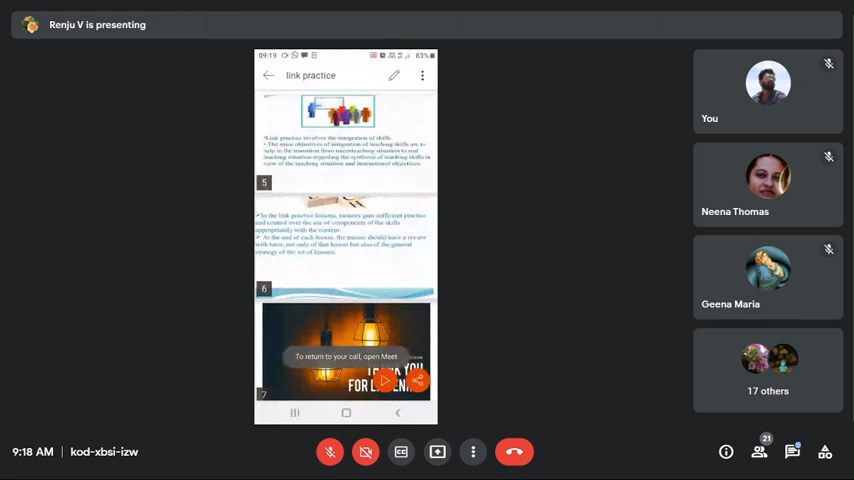 Renju V is presenting
09:19
83%
link practice
•Link practice involves the integration of skills.
• The main objectives of integration of teaching skills are to
help in the transition from microteaching situation to real
teaching situation regarding the synthesis of teaching skills in
view of the teaching situation and instructional objectives.
5
➢In the link practice lessons, trainees gain sufficient practice
and control over the use of components of the skills
appropriately with the content.
➢ At the end of each lesson, the trainee should have a review
with tutor, not only of that lesson but also of the general
strategy of the set of lessons.
6
To return to your call, open Meet
THANK YOU
FOR LISTENING
7
You
Neena Thomas
Geena Maria
17 others
9:18 AM | kod-xbsi-izw
21